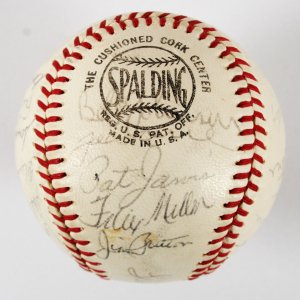 THE CUSHIONED CORK CENTER
SPALDING
REG. U.S. PAT. OFF.
MADE IN U.S.A.
Pat Jarvis
Felix Millan
Jim Britton